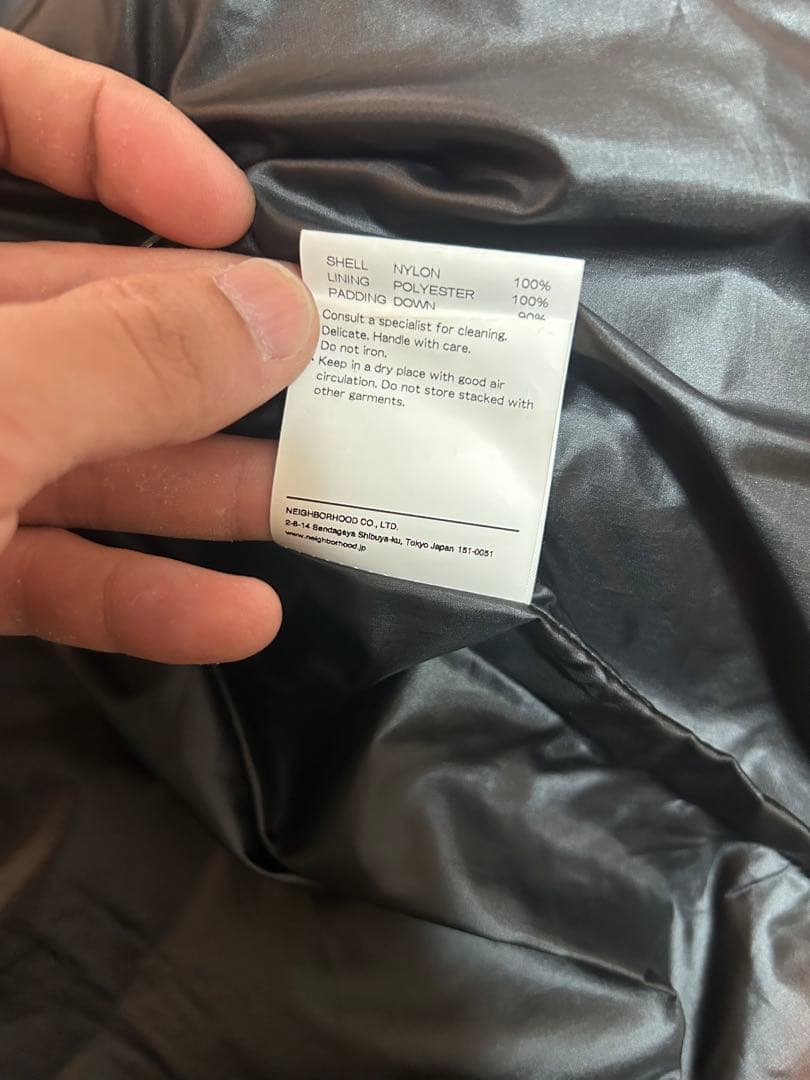 SHELL NYLON 100%
LINING POLYESTER 100%
PADDING DOWN 90%
Consult a specialist for cleaning.
Delicate. Handle with care.
Do not iron.
· Keep in a dry place with good air
circulation. Do not store stacked with
other garments.
NEIGHBORHOOD CO., LTD.
2-8-14 Sendagaya Shibuya-ku, Tokyo Japan 151-0051
www.neighborhood.jp